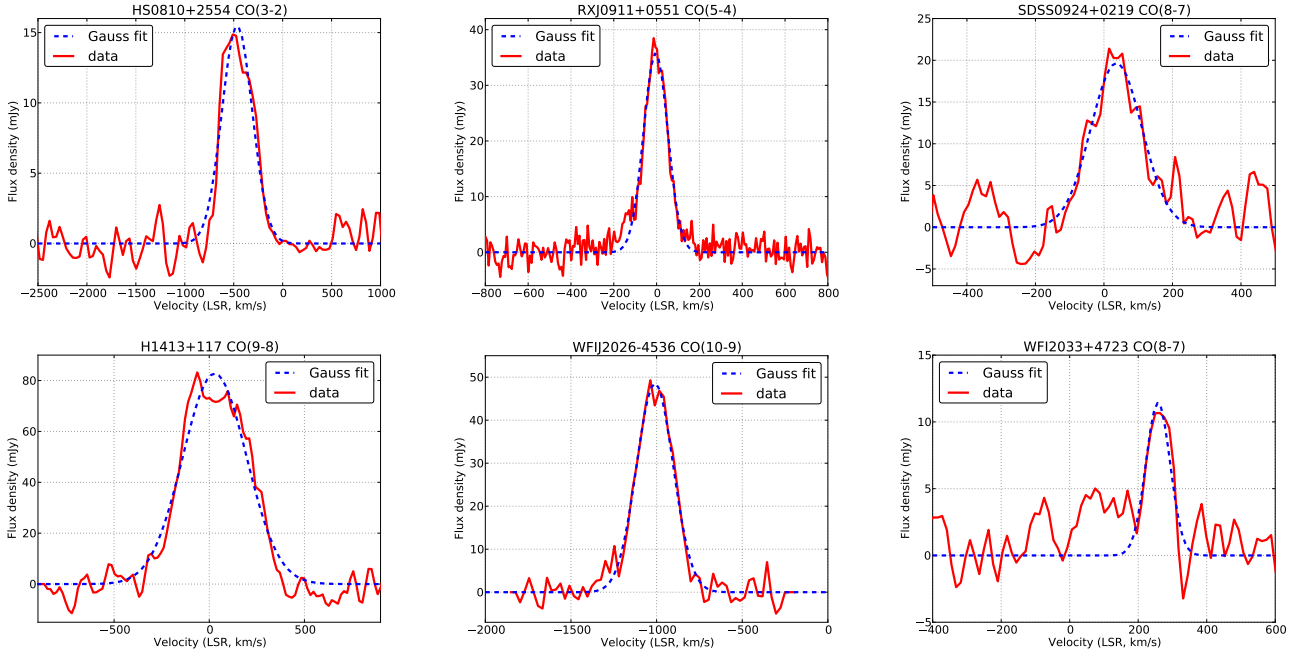 HS0810+2554 CO(3-2)
Gauss fit
data
Flux density (mJy)
15
10
5
0
−2500 −2000 −1500 −1000 −500 0 500 1000
Velocity (LSR, km/s)
RXJ0911+0551 CO(5-4)
Gauss fit
data
Flux density (mJy)
40
30
20
10
0
−800 −600 −400 −200 0 200 400 600 800
Velocity (LSR, km/s)
SDSS0924+0219 CO(8-7)
Gauss fit
data
Flux density (mJy)
25
20
15
10
5
0
−5
−400 −200 0 200 400
Velocity (LSR, km/s)
H1413+117 CO(9-8)
Gauss fit
data
Flux density (mJy)
80
60
40
20
0
−500 0 500
Velocity (LSR, km/s)
WFIJ2026-4536 CO(10-9)
Gauss fit
data
Flux density (mJy)
50
40
30
20
10
0
−2000 −1500 −1000 −500 0
Velocity (LSR, km/s)
WFI2033+4723 CO(8-7)
Gauss fit
data
Flux density (mJy)
15
10
5
0
−5
−400 −200 0 200 400 600
Velocity (LSR, km/s)